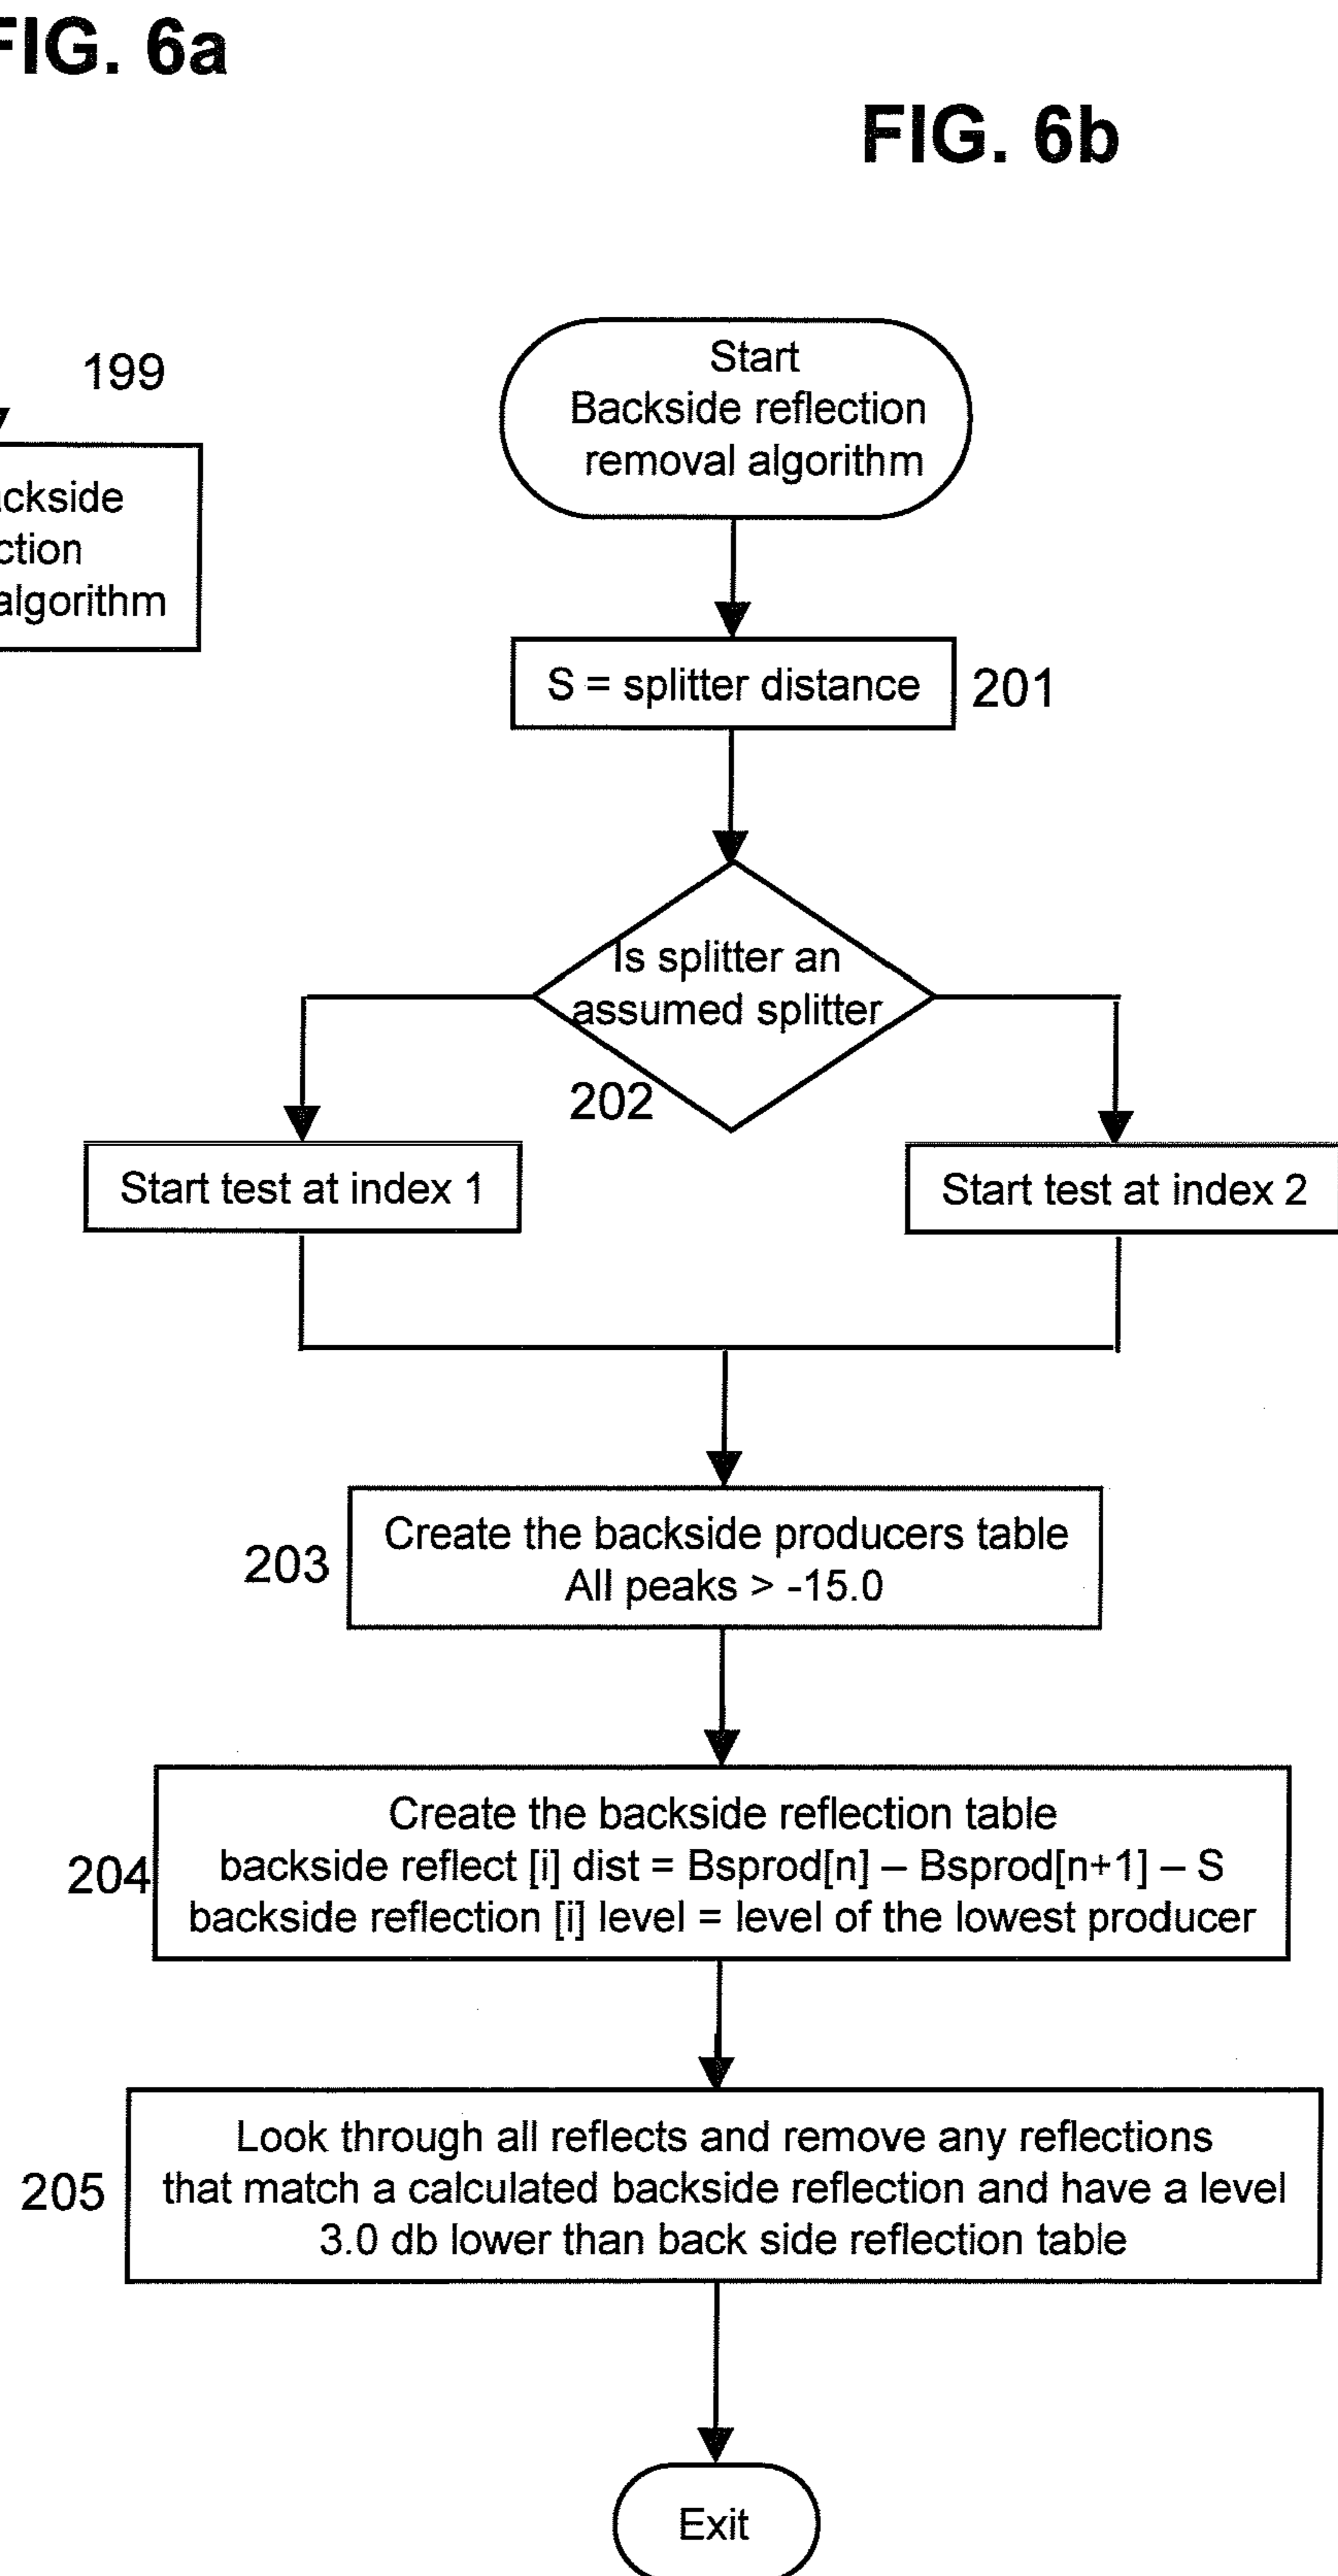 FIG. 6a
FIG. 6b
199
ckside
ction
algorithm
Start
Backside reflection
removal algorithm
S = splitter distance
201
Is splitter an
assumed splitter
202
Start test at index 1
Start test at index 2
Create the backside producers table
All peaks > -15.0
203
Create the backside reflection table
backside reflect [i] dist = Bsprod[n] – Bsprod[n+1] – S
backside reflection [i] level = level of the lowest producer
204
Look through all reflects and remove any reflections
that match a calculated backside reflection and have a level
3.0 db lower than back side reflection table
205
Exit